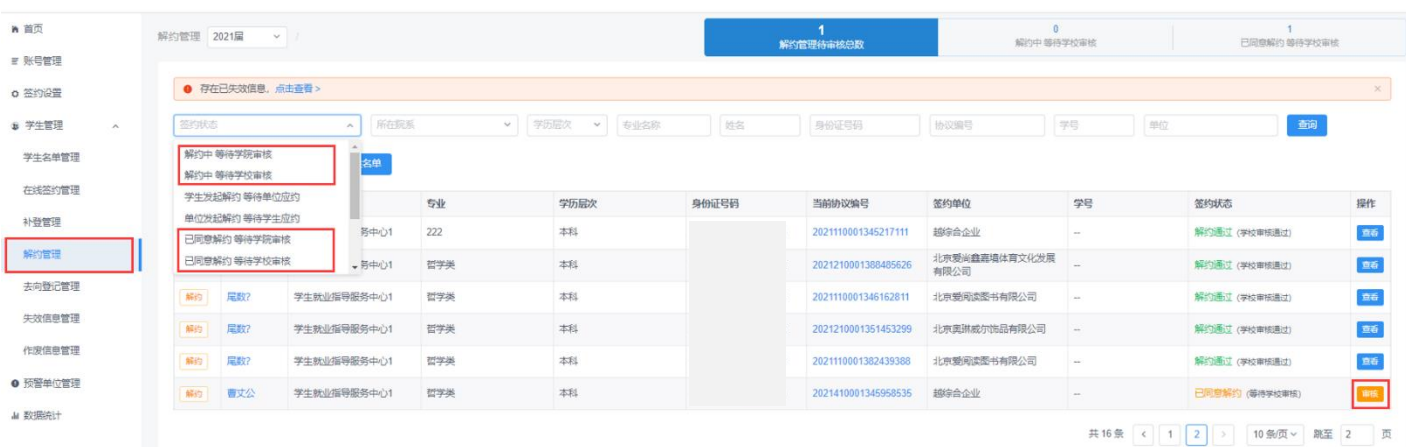 首页
账号管理
签约设置
学生管理
学生名单管理
在线签约管理
补登管理
解约管理
去向登记管理
失效信息管理
作废信息管理
预警单位管理
数据统计
解约管理 2021届 /
1 0 1
解约管理待审核总数 解约中 等待学校审核 已同意解约 等待学校审核
存在已失效信息，点击查看 >
签约状态 所在院系 学历层次 专业名称 姓名 身份证号码 协议编号 学号 单位 查询
解约中 等待学院审核
解约中 等待学校审核
学生发起解约 等待单位应约
单位发起解约 等待学生应约
已同意解约 等待学院审核
已同意解约 等待学校审核
名单
专业 学历层次 身份证号码 当前协议编号 签约单位 学号 签约状态 操作
务中心1 222 本科 2021110001345217111 越综合企业 -- 解约通过 (学校审核通过) 查看
务中心1 哲学类 本科 2021210001388485626 北京爱尚鑫嘉墙体育文化发展有限公司 -- 解约通过 (学校审核通过) 查看
解约 尾数? 学生就业指导服务中心1 哲学类 本科 2021110001346162811 北京爱阅读图书有限公司 -- 解约通过 (学校审核通过) 查看
解约 尾数? 学生就业指导服务中心1 哲学类 本科 2021210001351453299 北京奥琳威尔饰品有限公司 -- 解约通过 (学校审核通过) 查看
解约 尾数? 学生就业指导服务中心1 哲学类 本科 2021110001382439388 北京爱阅读图书有限公司 -- 解约通过 (学校审核通过) 查看
解约 曹丈公 学生就业指导服务中心1 哲学类 本科 2021410001345958535 越综合企业 -- 已同意解约 (等待学校审核) 审核
共 16 条 < 1 2 > 10 条/页 跳至 2 页